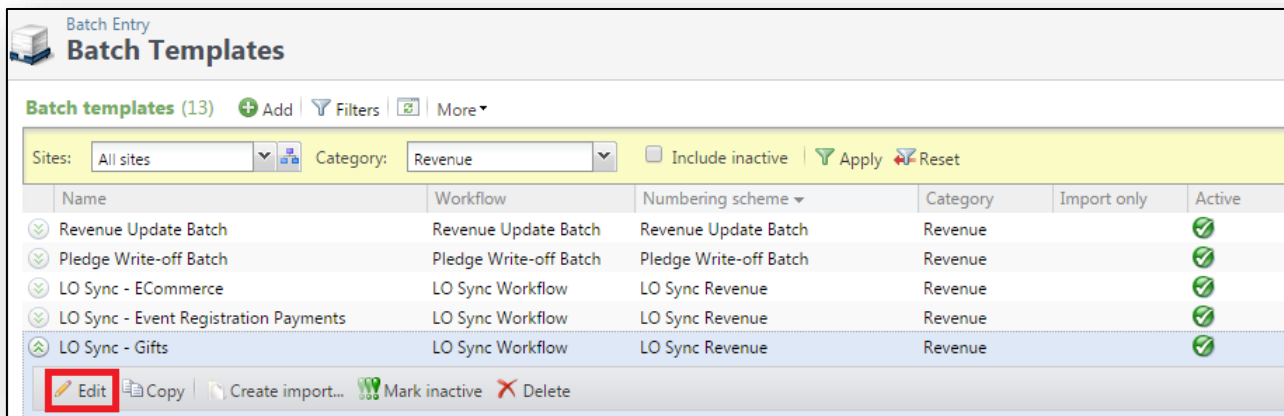 Batch Entry
Batch Templates
Batch templates (13) Add Filters More
Sites: All sites Category: Revenue Include inactive Apply Reset
Name Workflow Numbering scheme Category Import only Active
Revenue Update Batch Revenue Update Batch Revenue Update Batch Revenue
Pledge Write-off Batch Pledge Write-off Batch Pledge Write-off Batch Revenue
LO Sync - ECommerce LO Sync Workflow LO Sync Revenue Revenue
LO Sync - Event Registration Payments LO Sync Workflow LO Sync Revenue Revenue
LO Sync - Gifts LO Sync Workflow LO Sync Revenue Revenue
Edit Copy Create import... Mark inactive Delete